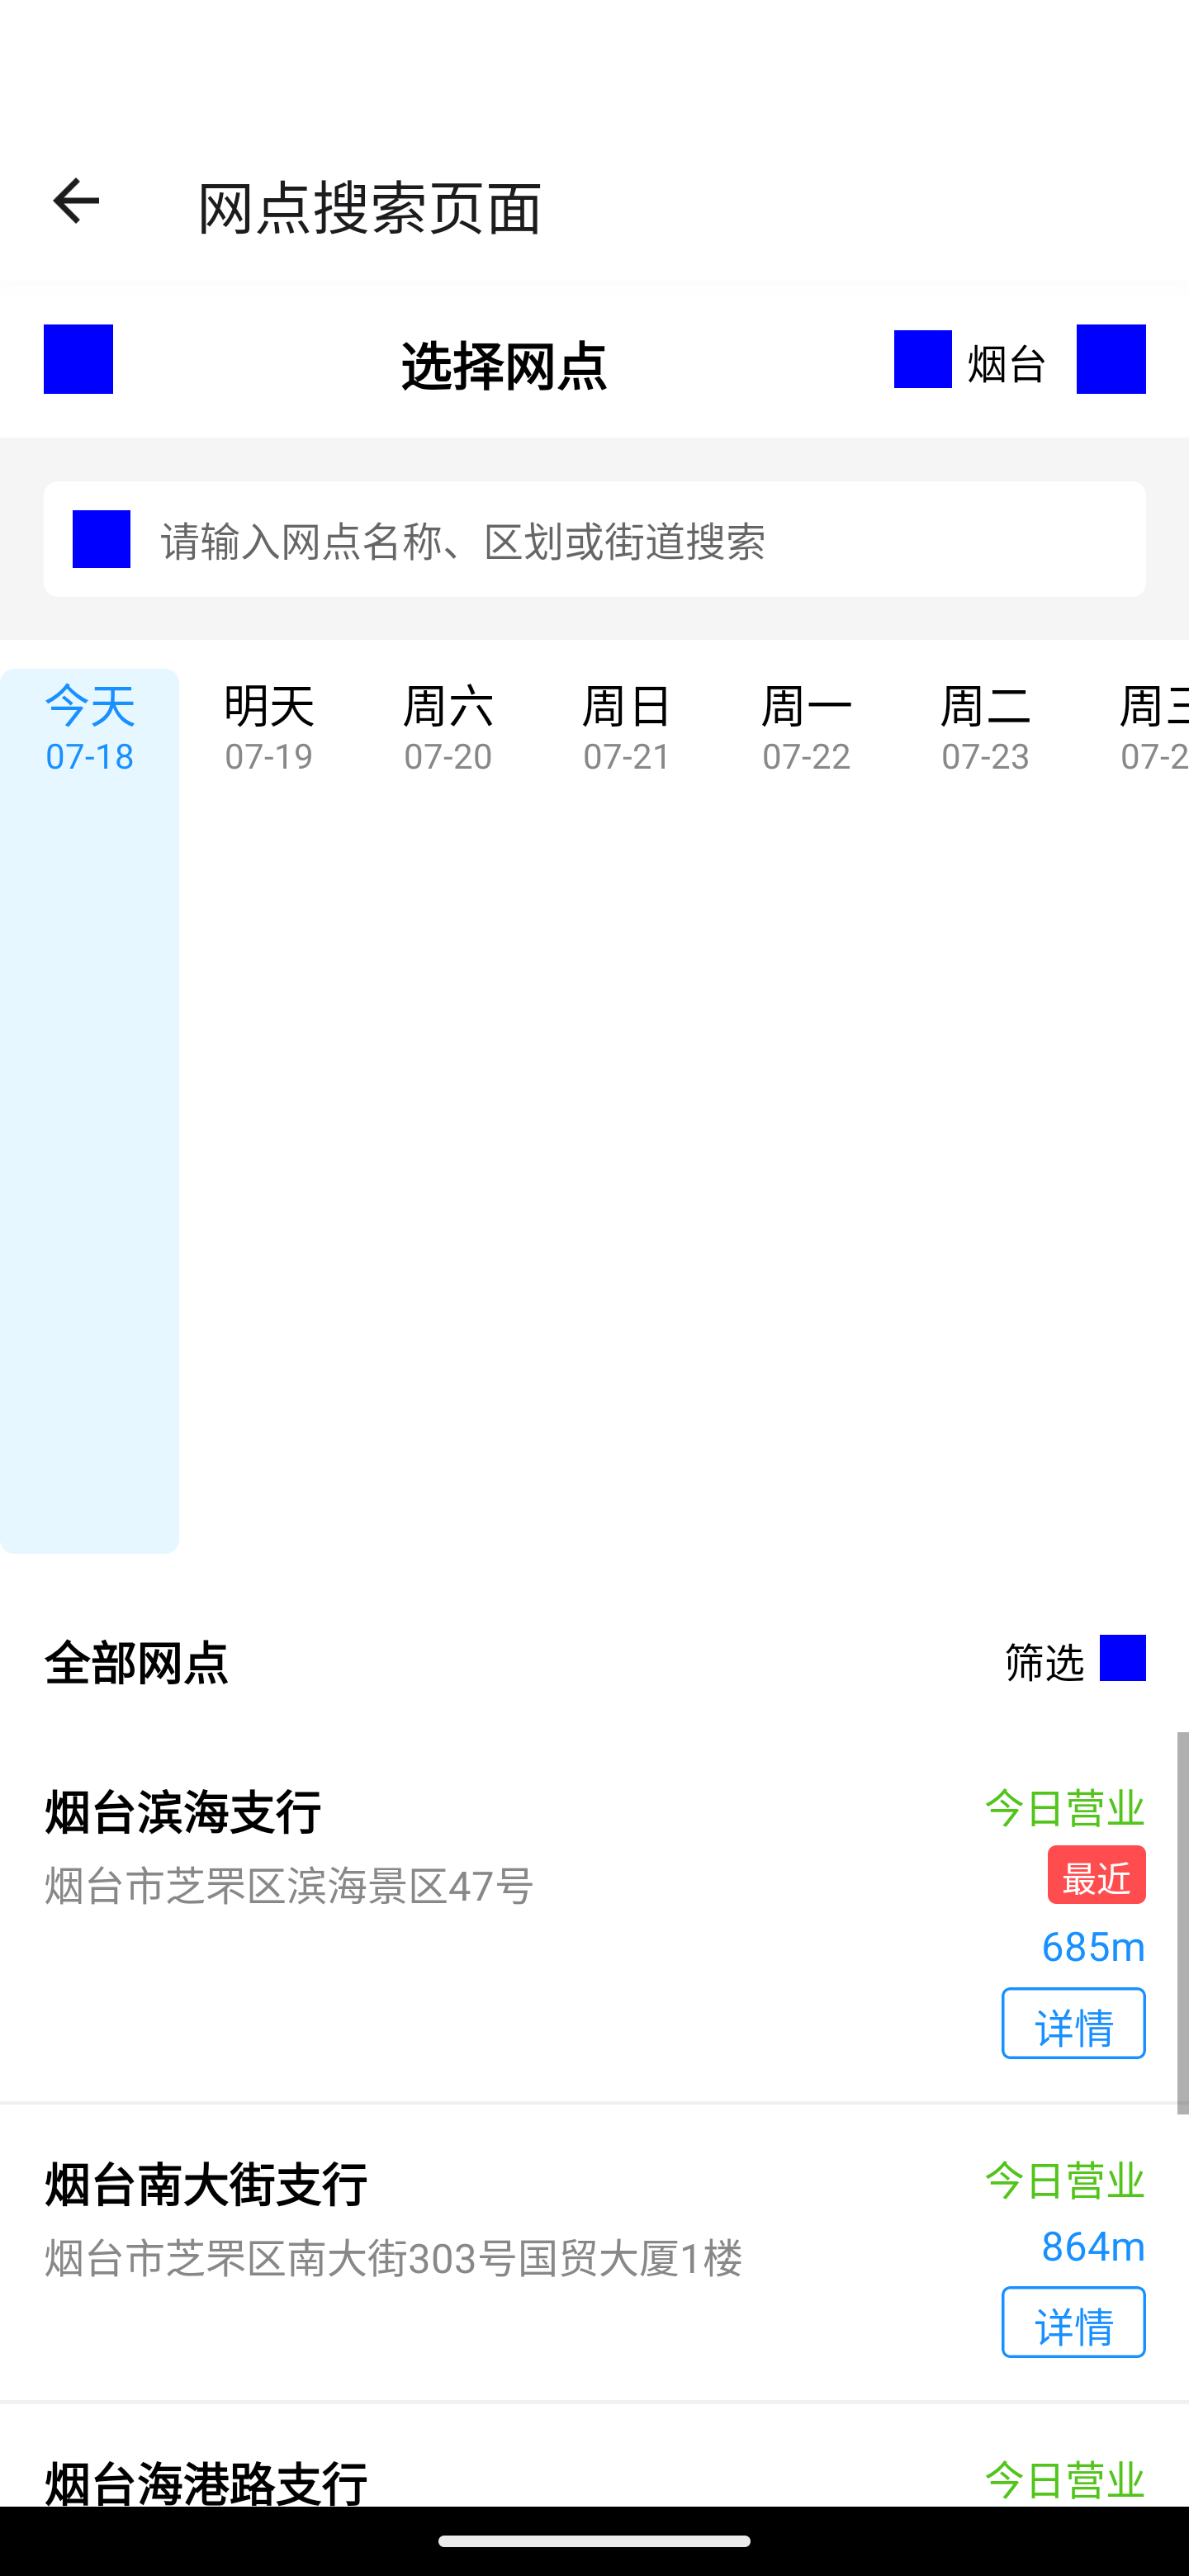 网点搜索页面
选择网点 烟台
请输入网点名称、区划或街道搜索
今天 明天 周六 周日 周一 周二 周三
07-18 07-19 07-20 07-21 07-22 07-23 07-2
全部网点 筛选
烟台滨海支行 今日营业
烟台市芝罘区滨海景区47号 最近
685m
详情
烟台南大街支行 今日营业
烟台市芝罘区南大街303号国贸大厦1楼 864m
详情
烟台海港路支行 今日营业